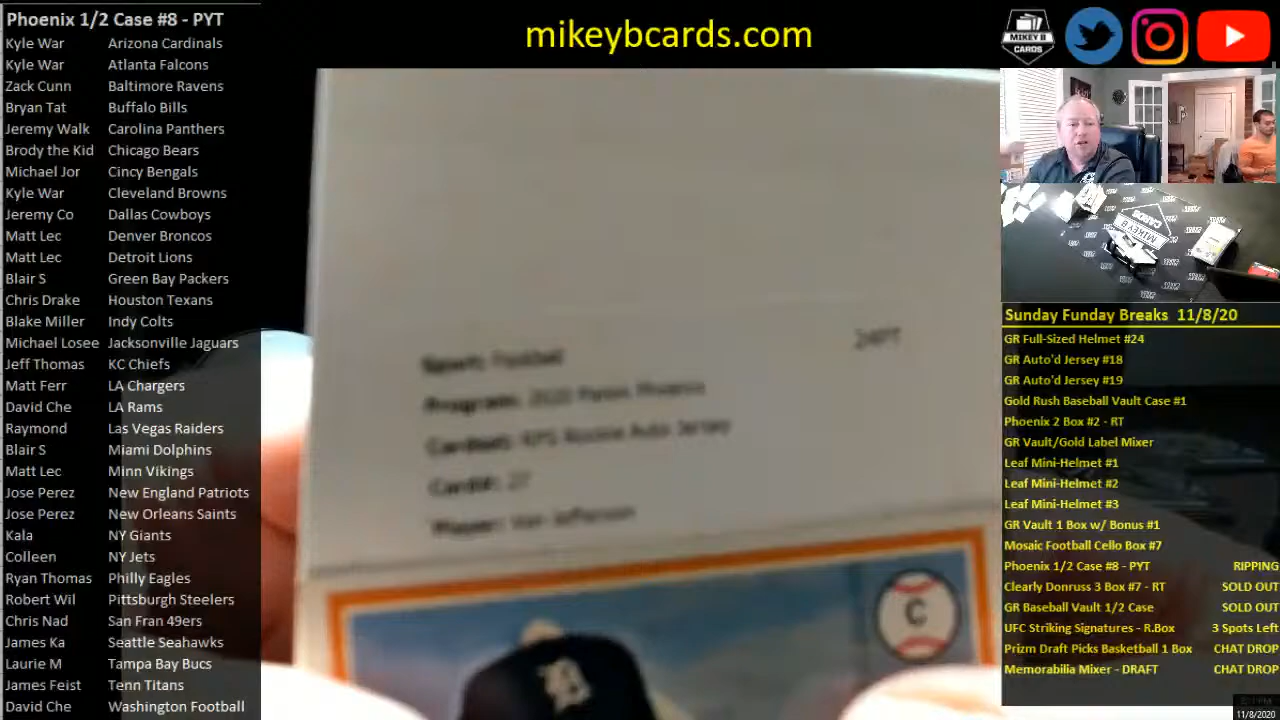 Phoenix 1/2 Case #8 - PYT
Kyle War Arizona Cardinals
Kyle War Atlanta Falcons
Zack Cunn Baltimore Ravens
Bryan Tat Buffalo Bills
Jeremy Walk Carolina Panthers
Brody the Kid Chicago Bears
Michael Jor Cincy Bengals
Kyle War Cleveland Browns
Jeremy Co Dallas Cowboys
Matt Lec Denver Broncos
Matt Lec Detroit Lions
Blair S Green Bay Packers
Chris Drake Houston Texans
Blake Miller Indy Colts
Michael Losee Jacksonville Jaguars
Jeff Thomas KC Chiefs
Matt Ferr LA Chargers
David Che LA Rams
Raymond Las Vegas Raiders
Blair S Miami Dolphins
Matt Lec Minn Vikings
Jose Perez New England Patriots
Jose Perez New Orleans Saints
Kala NY Giants
Colleen NY Jets
Ryan Thomas Philly Eagles
Robert Wil Pittsburgh Steelers
Chris Nad San Fran 49ers
James Ka Seattle Seahawks
Laurie M Tampa Bay Bucs
James Feist Tenn Titans
David Che Washington Football
mikeybcards.com
MIKEY B
CARDS
Sport: Football
24PT
Program: 2020 Panini Phoenix
Cardset: RPS Rookie Auto Jersey
Card#: 27
Player: Van Jefferson
C
MIKEY B
CARDS
Sunday Funday Breaks 11/8/20
GR Full-Sized Helmet #24
GR Auto'd Jersey #18
GR Auto'd Jersey #19
Gold Rush Baseball Vault Case #1
Phoenix 2 Box #2 - RT
GR Vault/Gold Label Mixer
Leaf Mini-Helmet #1
Leaf Mini-Helmet #2
Leaf Mini-Helmet #3
GR Vault 1 Box w/ Bonus #1
Mosaic Football Cello Box #7
Phoenix 1/2 Case #8 - PYT RIPPING
Clearly Donruss 3 Box #7 - RT SOLD OUT
GR Baseball Vault 1/2 Case SOLD OUT
UFC Striking Signatures - R.Box 3 Spots Left
Prizm Draft Picks Basketball 1 Box CHAT DROP
Memorabilia Mixer - DRAFT CHAT DROP
11/8/2020